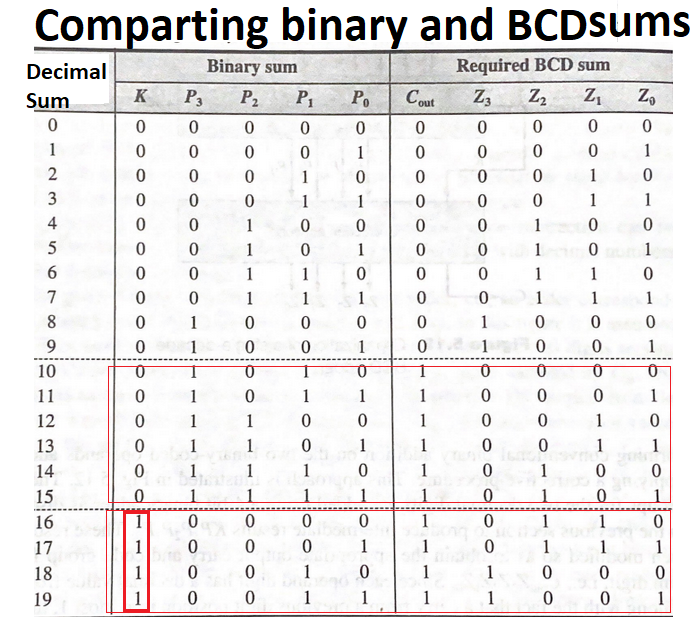 Comparting binary and BCDsums
Decimal Sum Binary sum Required BCD sum
K P₃ P₂ P₁ P₀ Cout Z₃ Z₂ Z₁ Z₀
0 0 0 0 0 0 0 0 0 0 0
1 0 0 0 0 1 0 0 0 0 1
2 0 0 0 1 0 0 0 0 1 0
3 0 0 0 1 1 0 0 0 1 1
4 0 0 1 0 0 0 0 1 0 0
5 0 0 1 0 1 0 0 1 0 1
6 0 0 1 1 0 0 0 1 1 0
7 0 0 1 1 1 0 0 1 1 1
8 0 1 0 0 0 0 1 0 0 0
9 0 1 0 0 1 0 1 0 0 1
10 0 1 0 1 0 1 0 0 0 0
11 0 1 0 1 1 1 0 0 0 1
12 0 1 1 0 0 1 0 0 1 0
13 0 1 1 0 1 1 0 0 1 1
14 0 1 1 1 0 1 0 1 0 0
15 0 1 1 1 1 1 0 1 0 1
16 1 0 0 0 0 1 0 1 1 0
17 1 0 0 0 1 1 0 1 1 1
18 1 0 0 1 0 1 1 0 0 0
19 1 0 0 1 1 1 1 0 0 1